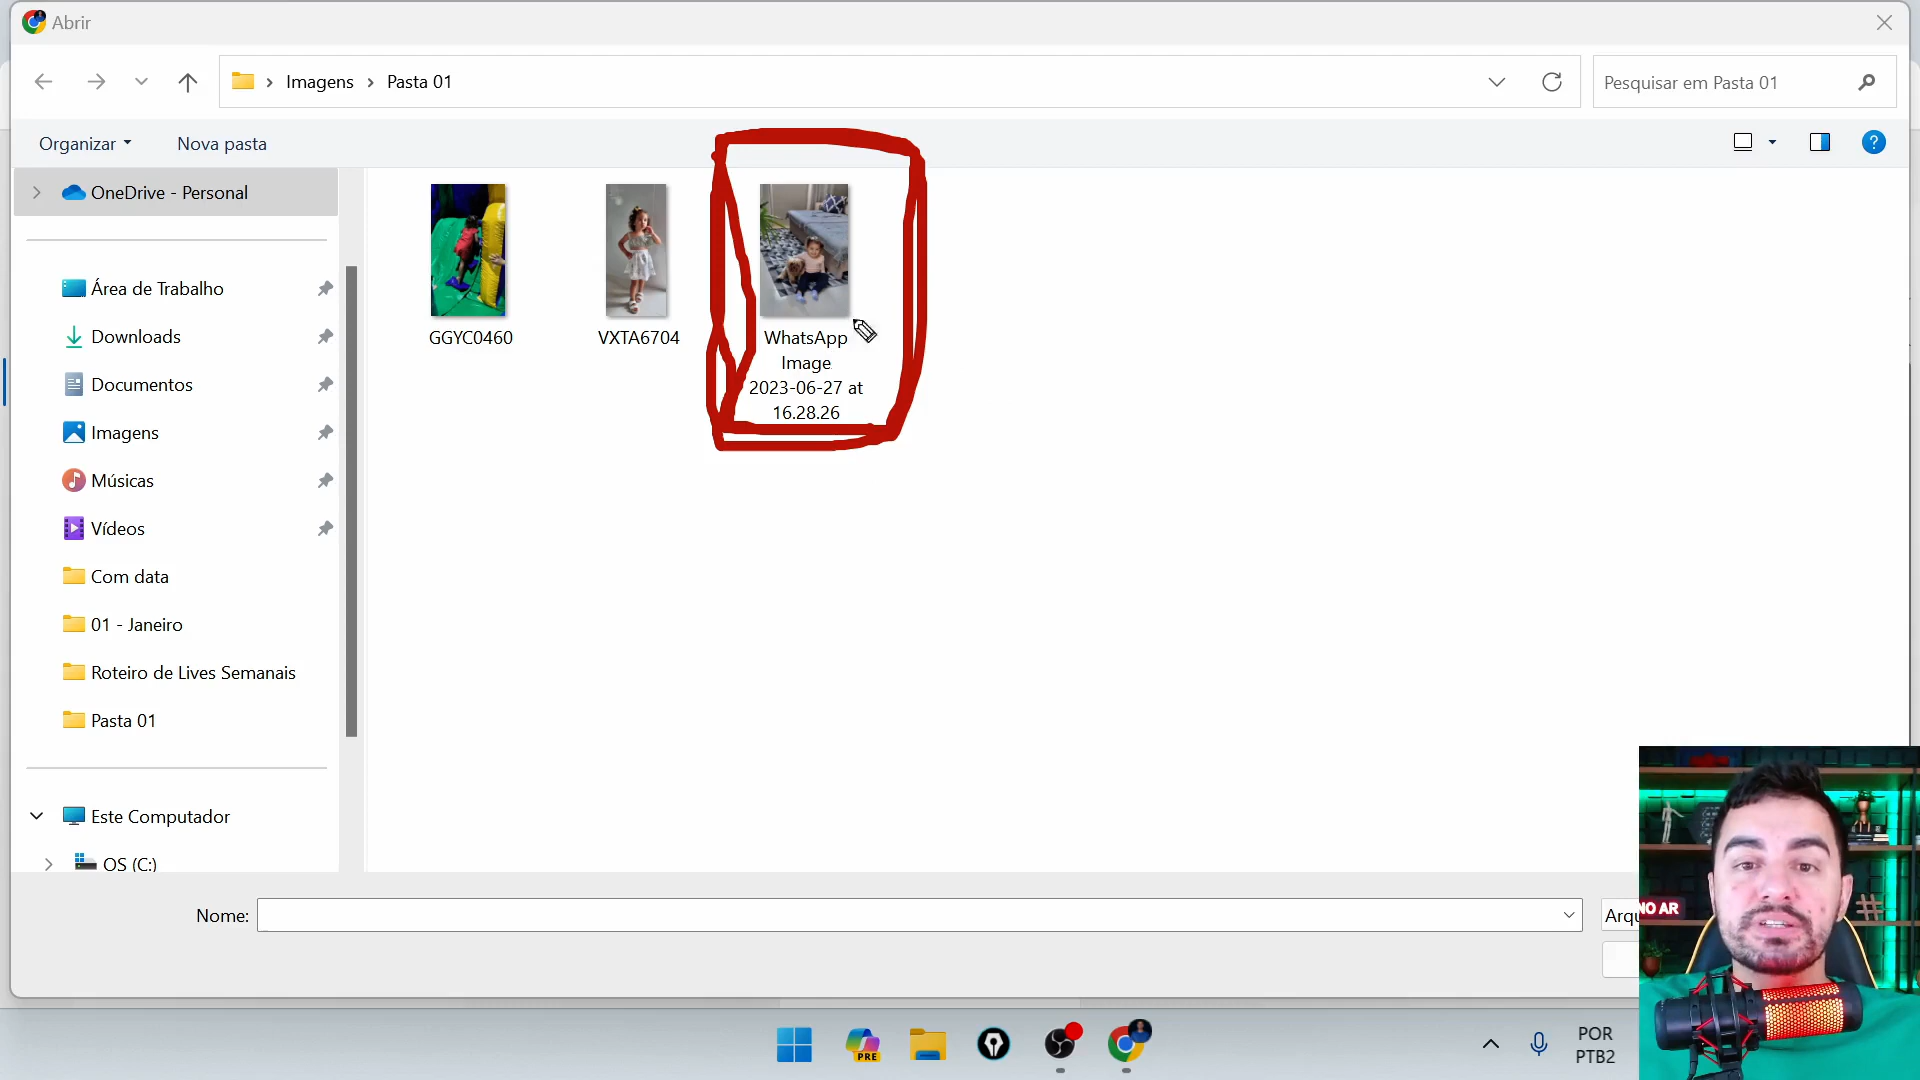 Abrir
Imagens
Pasta 01
Pesquisar em Pasta 01
Organizar
Nova pasta
OneDrive - Personal
Área de Trabalho
Downloads
Documentos
Imagens
Músicas
Vídeos
Com data
01 - Janeiro
Roteiro de Lives Semanais
Pasta 01
Este Computador
OS (C:)
GGYC0460
VXTA6704
WhatsApp
Image
2023-06-27 at
16.28.26
Nome:
Arqu
NO AR
PRE
POR
PTB2